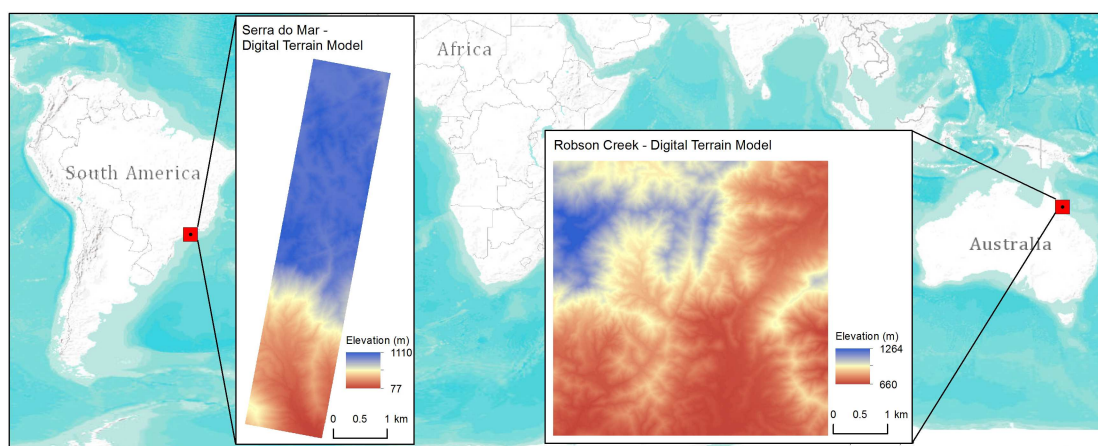 Serra do Mar -
Digital Terrain Model
Elevation (m)
1110
77
0 0.5 1 km
South America
Africa
Robson Creek - Digital Terrain Model
Elevation (m)
1264
660
0 0.5 1 km
Australia